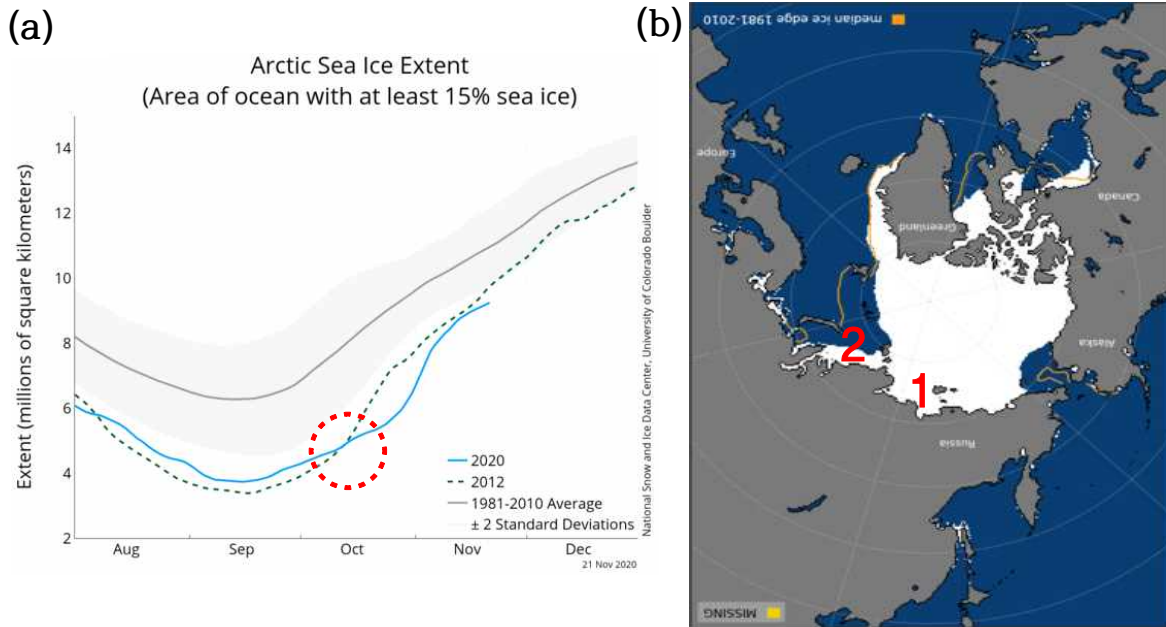 (a)
Arctic Sea Ice Extent
(Area of ocean with at least 15% sea ice)
Extent (millions of square kilometers)
14
12
10
8
6
4
2
Aug Sep Oct Nov Dec
21 Nov 2020
2020
2012
1981-2010 Average
± 2 Standard Deviations
National Snow and Ice Data Center, University of Colorado Boulder
(b)
median ice edge 1981-2010
Europe
Canada
Greenland
Alaska
2
1
Russia
MISSING